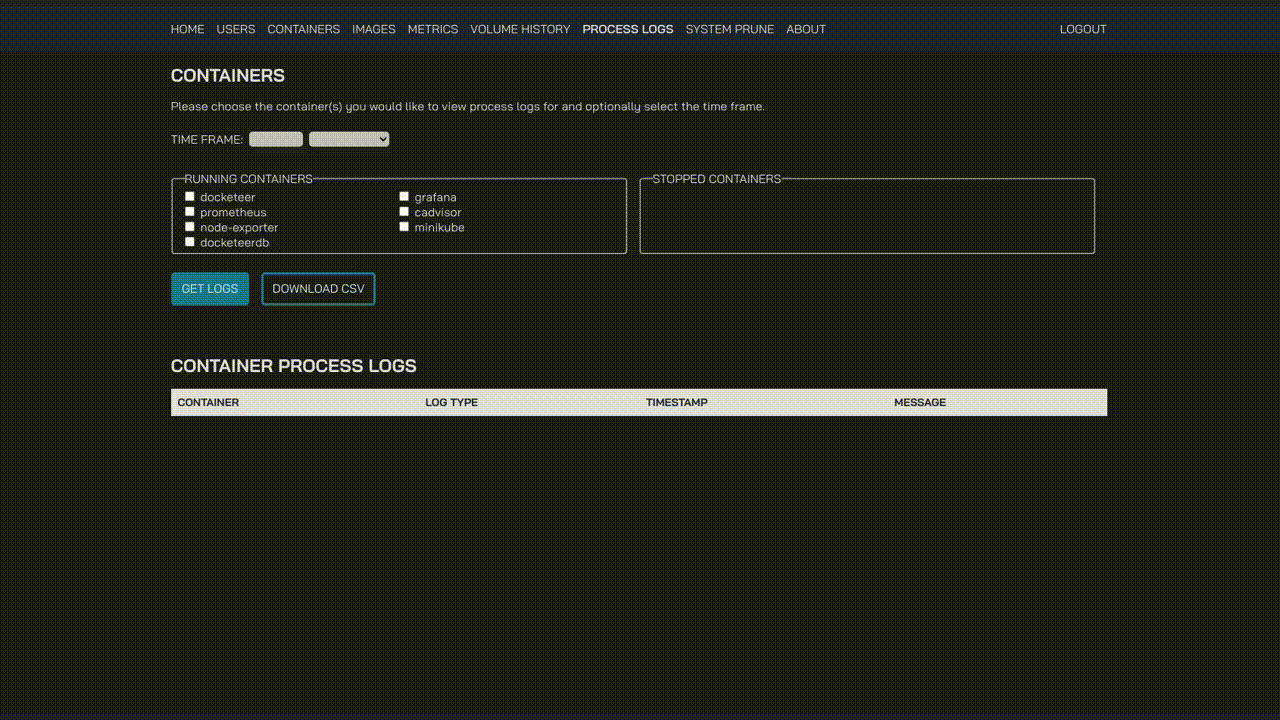 HOME USERS CONTAINERS IMAGES METRICS VOLUME HISTORY PROCESS LOGS SYSTEM PRUNE ABOUT LOGOUT
CONTAINERS
Please choose the container(s) you would like to view process logs for and optionally select the time frame.
TIME FRAME:
RUNNING CONTAINERS STOPPED CONTAINERS
docketeer grafana
prometheus cadvisor
node-exporter minikube
docketeerdb
GET LOGS DOWNLOAD CSV
CONTAINER PROCESS LOGS
CONTAINER LOG TYPE TIMESTAMP MESSAGE